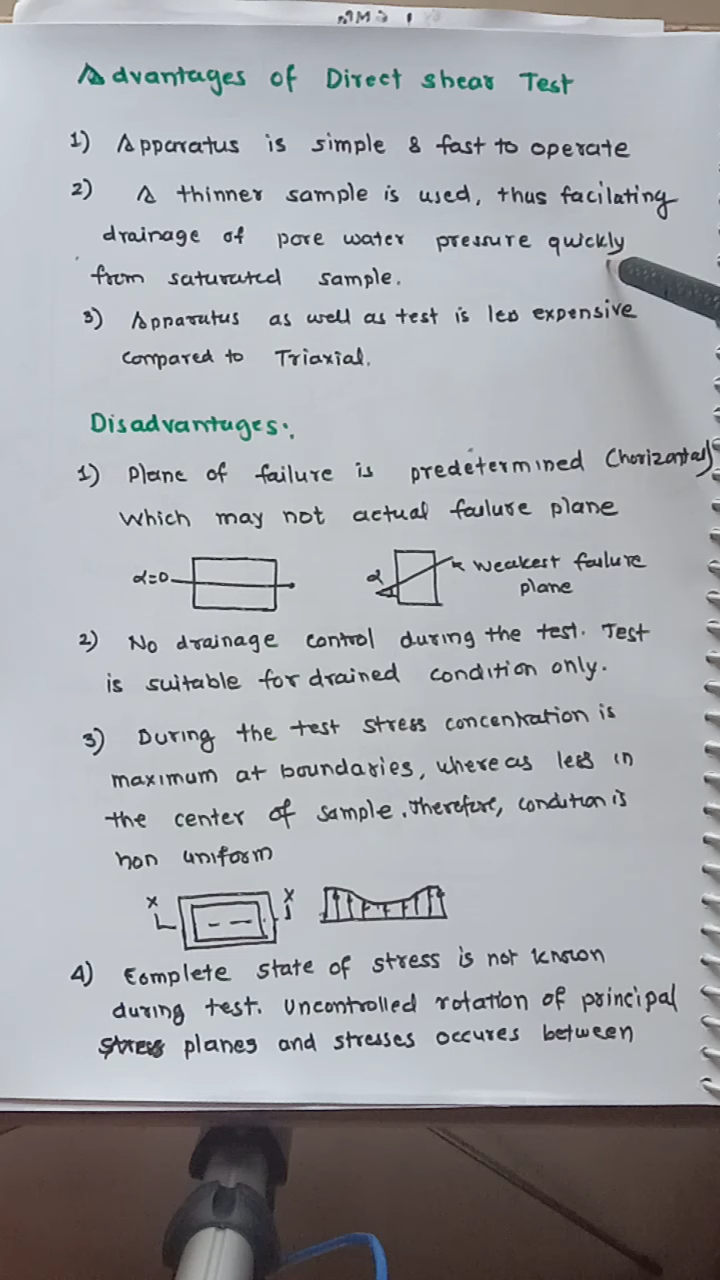 Advantages of Direct shear Test
1) Apparatus is simple & fast to operate
2) A thinner sample is used, thus facilating
drainage of pore water pressure quickly
from saturated sample.
3) Apparatus as well as test is less expensive
compared to Triaxial.
Disadvantages:.
1) Plane of failure is predetermined (horizontal)
which may not actual failure plane
α=0
α
weakest failure
plane
2) No drainage control during the test. Test
is suitable for drained condition only.
3) During the test stress concentration is
maximum at boundaries, where as less in
the center of sample. Therefore, condition is
non uniform
x x
4) Complete state of stress is not known
during test. Uncontrolled rotation of principal
planes and stresses occures between